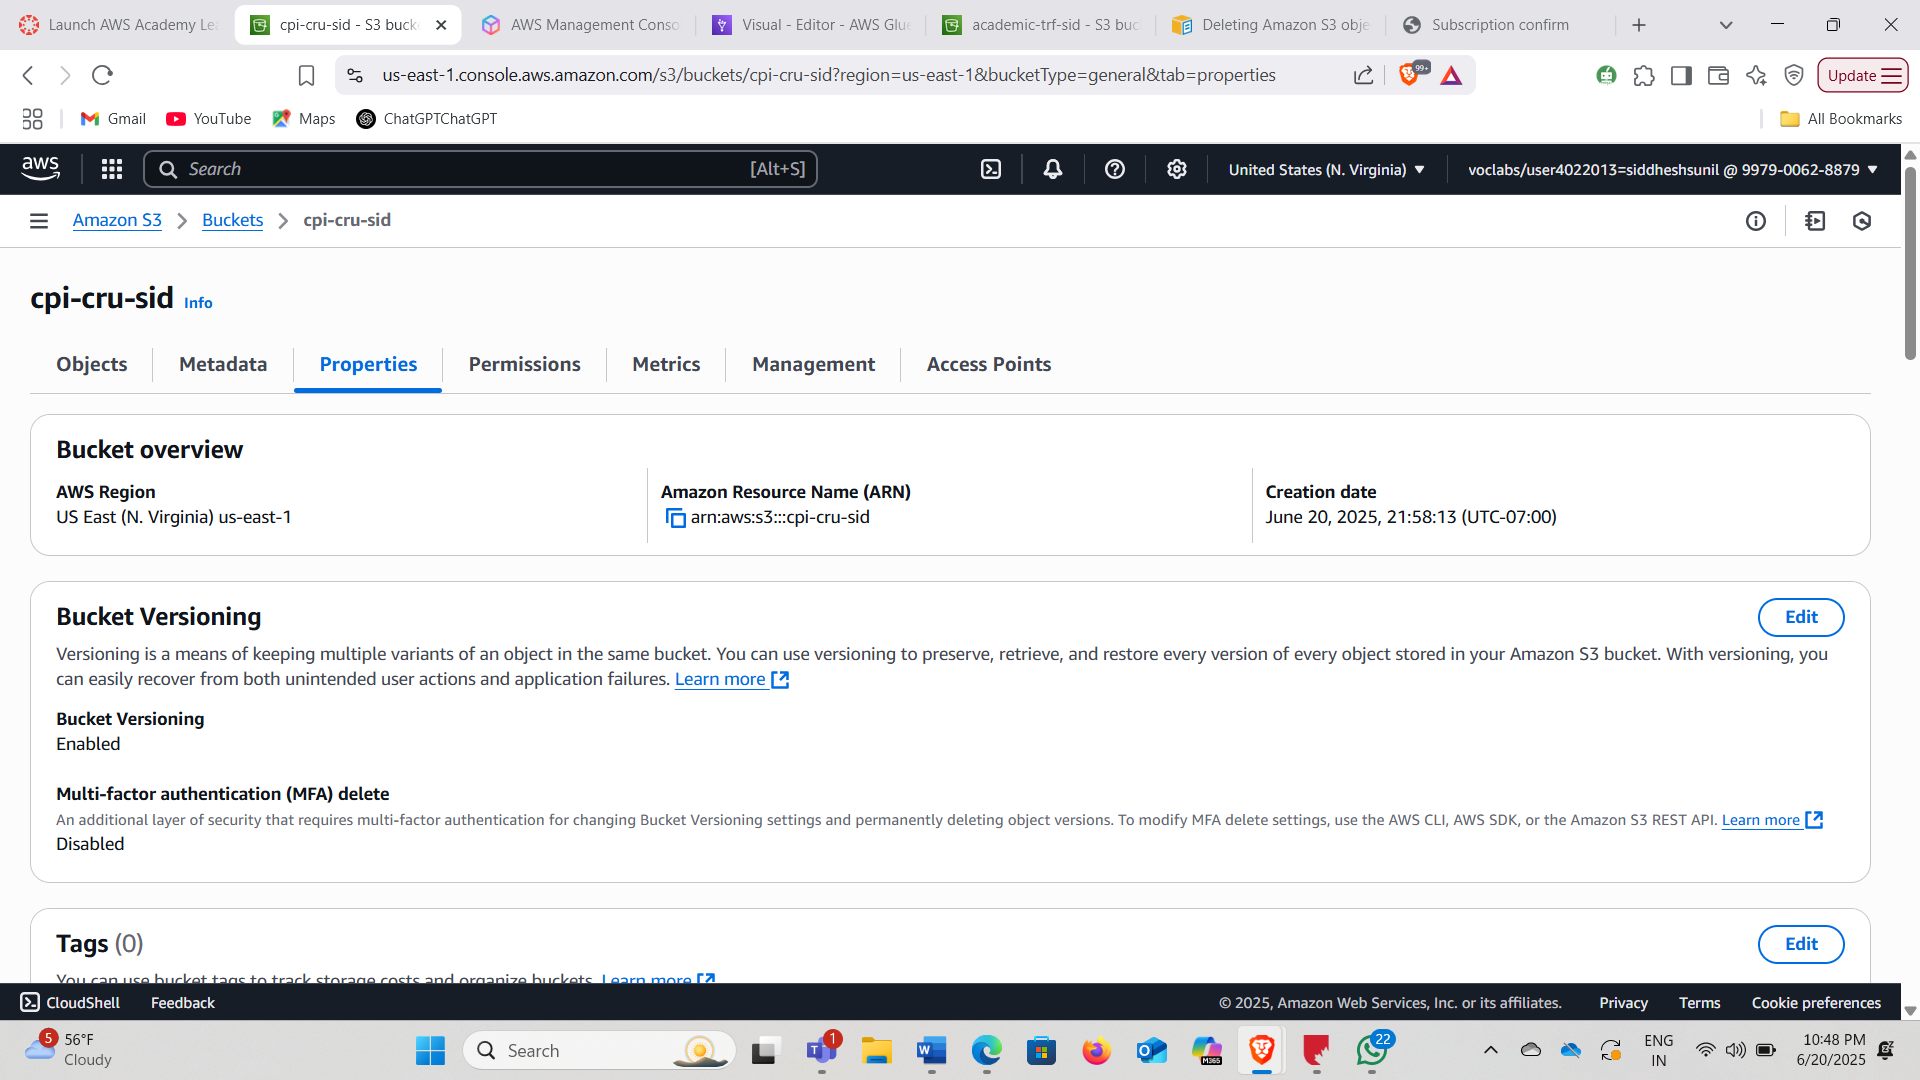 Launch AWS Academy Le
cpi-cru-sid - S3 bucke
AWS Management Conso
Visual - Editor - AWS Glue
academic-trf-sid - S3 buc
Deleting Amazon S3 obje
Subscription confirm
us-east-1.console.aws.amazon.com/s3/buckets/cpi-cru-sid?region=us-east-1&bucketType=general&tab=properties
99+
Update
Gmail
YouTube
Maps
ChatGPTChatGPT
All Bookmarks
aws
Search
[Alt+S]
United States (N. Virginia)
voclabs/user4022013=siddheshsunil @ 9979-0062-8879
Amazon S3
Buckets
cpi-cru-sid
cpi-cru-sid Info
Objects
Metadata
Properties
Permissions
Metrics
Management
Access Points
Bucket overview
AWS Region
US East (N. Virginia) us-east-1
Amazon Resource Name (ARN)
arn:aws:s3:::cpi-cru-sid
Creation date
June 20, 2025, 21:58:13 (UTC-07:00)
Bucket Versioning
Edit
Versioning is a means of keeping multiple variants of an object in the same bucket. You can use versioning to preserve, retrieve, and restore every version of every object stored in your Amazon S3 bucket. With versioning, you
can easily recover from both unintended user actions and application failures. Learn more
Bucket Versioning
Enabled
Multi-factor authentication (MFA) delete
An additional layer of security that requires multi-factor authentication for changing Bucket Versioning settings and permanently deleting object versions. To modify MFA delete settings, use the AWS CLI, AWS SDK, or the Amazon S3 REST API. Learn more
Disabled
Tags (0)
Edit
You can use bucket tags to track storage costs and organize buckets. Learn more
CloudShell
Feedback
© 2025, Amazon Web Services, Inc. or its affiliates.
Privacy
Terms
Cookie preferences
5
56°F
Cloudy
Search
1
M365
22
ENG
IN
10:48 PM
6/20/2025